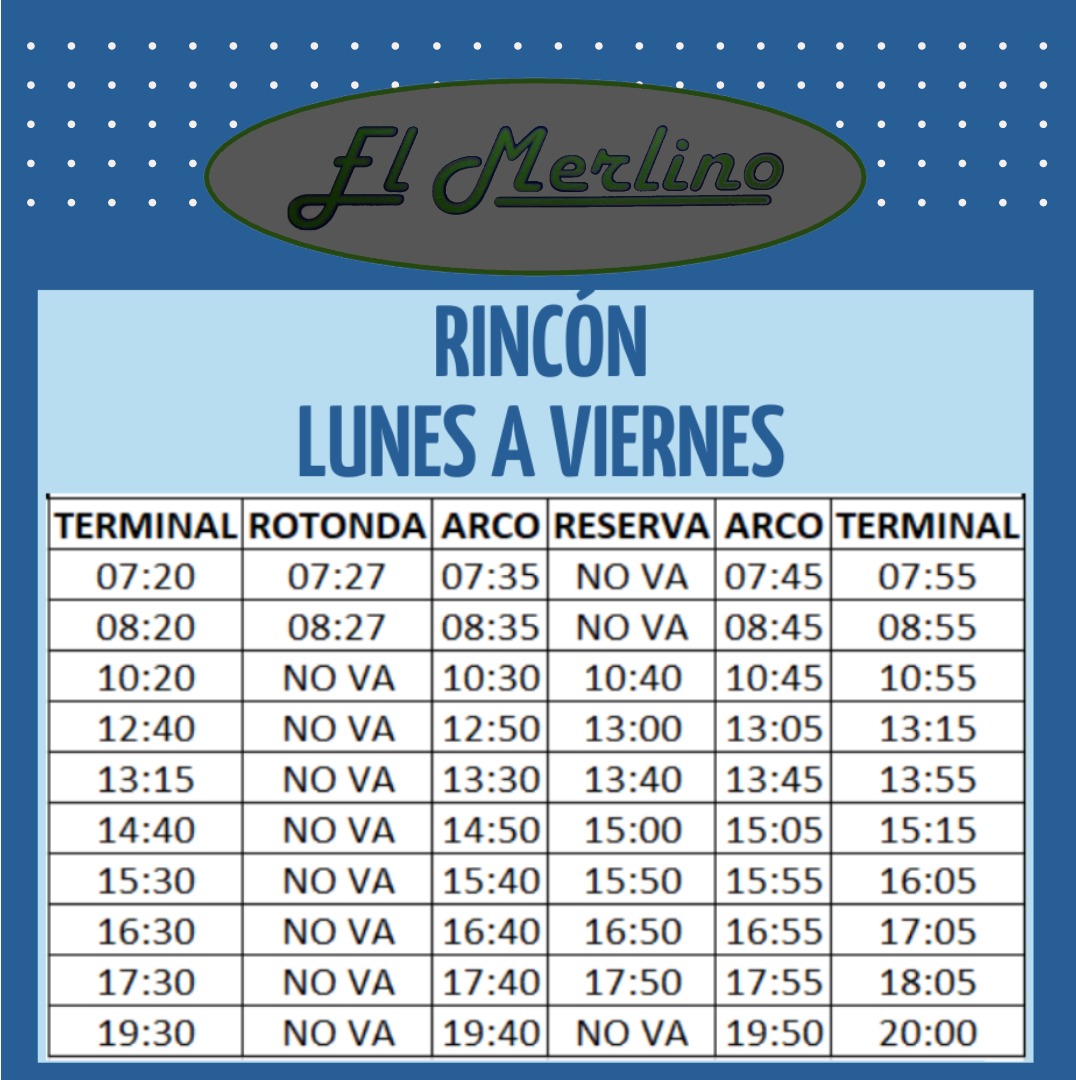 El Merlino
RINCÓN
LUNES A VIERNES
TERMINAL ROTONDA ARCO RESERVA ARCO TERMINAL
07:20 07:27 07:35 NO VA 07:45 07:55
08:20 08:27 08:35 NO VA 08:45 08:55
10:20 NO VA 10:30 10:40 10:45 10:55
12:40 NO VA 12:50 13:00 13:05 13:15
13:15 NO VA 13:30 13:40 13:45 13:55
14:40 NO VA 14:50 15:00 15:05 15:15
15:30 NO VA 15:40 15:50 15:55 16:05
16:30 NO VA 16:40 16:50 16:55 17:05
17:30 NO VA 17:40 17:50 17:55 18:05
19:30 NO VA 19:40 NO VA 19:50 20:00